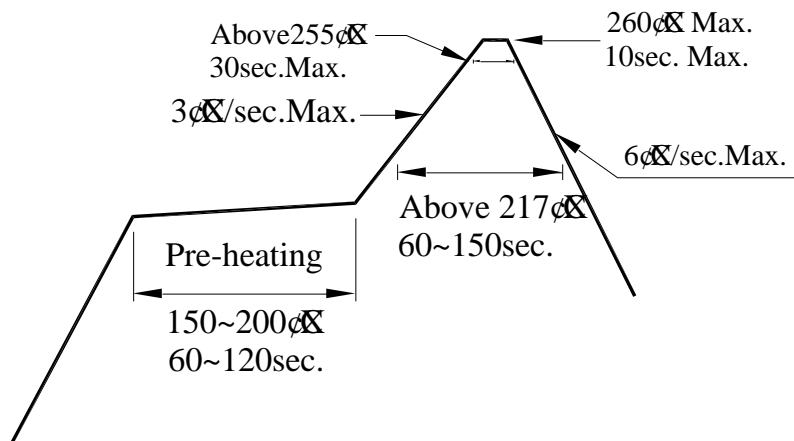 Above255¢X
30sec.Max.
260¢X Max.
10sec. Max.
3¢X/sec.Max.
6¢X/sec.Max.
Above 217¢X
60~150sec.
Pre-heating
150~200¢X
60~120sec.